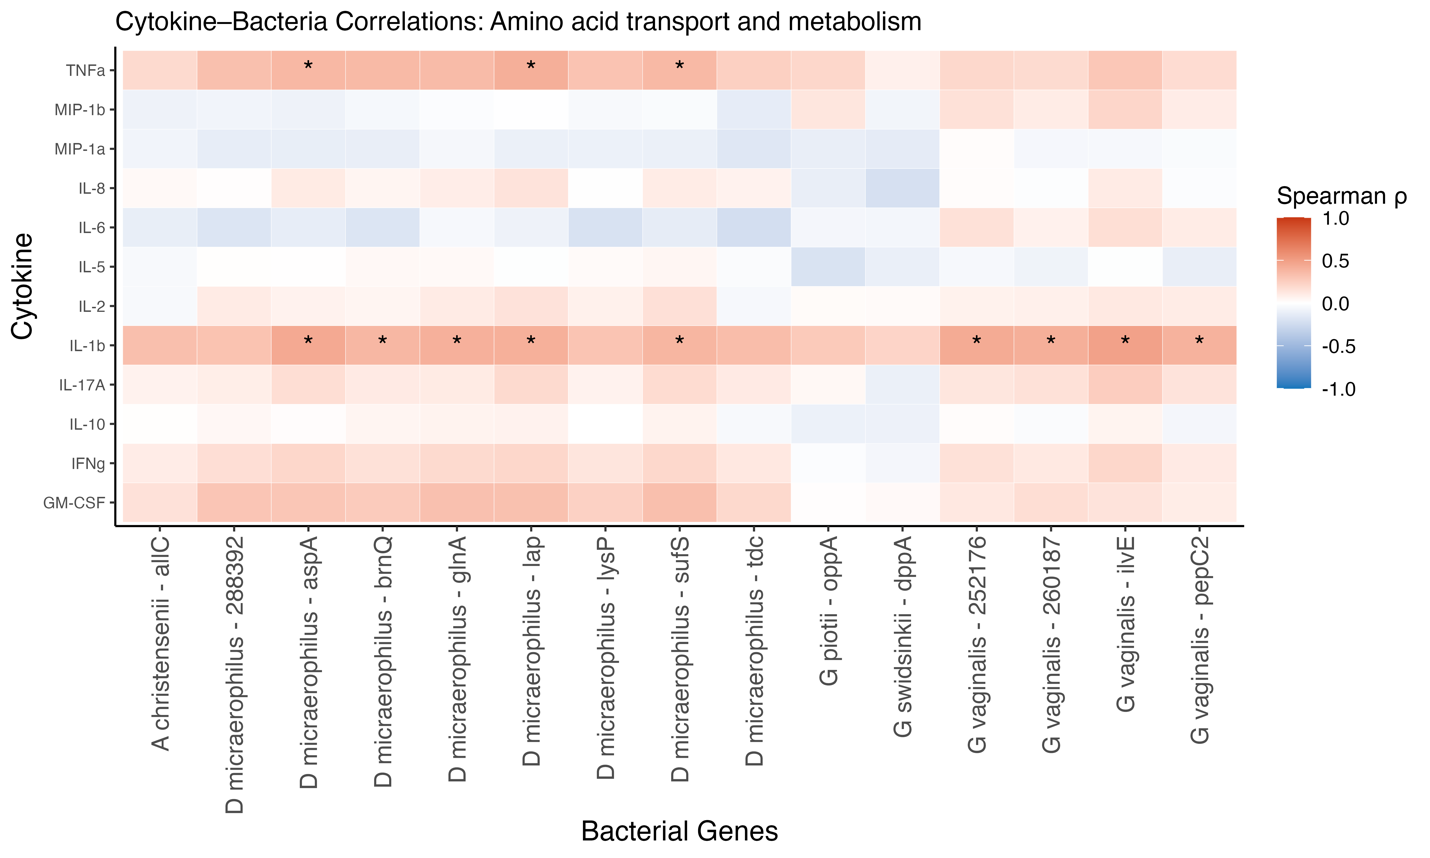 Cytokine–Bacteria Correlations: Amino acid transport and metabolism
Cytokine
TNFa
* * *
MIP-1b
MIP-1a
IL-8
IL-6
IL-5
IL-2
IL-1b
* * * * * * * * *
IL-17A
IL-10
IFNg
GM-CSF
A christensenii - allC
D micraerophilus - 288392
D micraerophilus - aspA
D micraerophilus - brnQ
D micraerophilus - glnA
D micraerophilus - lap
D micraerophilus - lysP
D micraerophilus - sufS
D micraerophilus - tdc
G piotii - oppA
G swidsinkii - dppA
G vaginalis - 252176
G vaginalis - 260187
G vaginalis - ilvE
G vaginalis - pepC2
Bacterial Genes
Spearman ρ
1.0
0.5
0.0
-0.5
-1.0